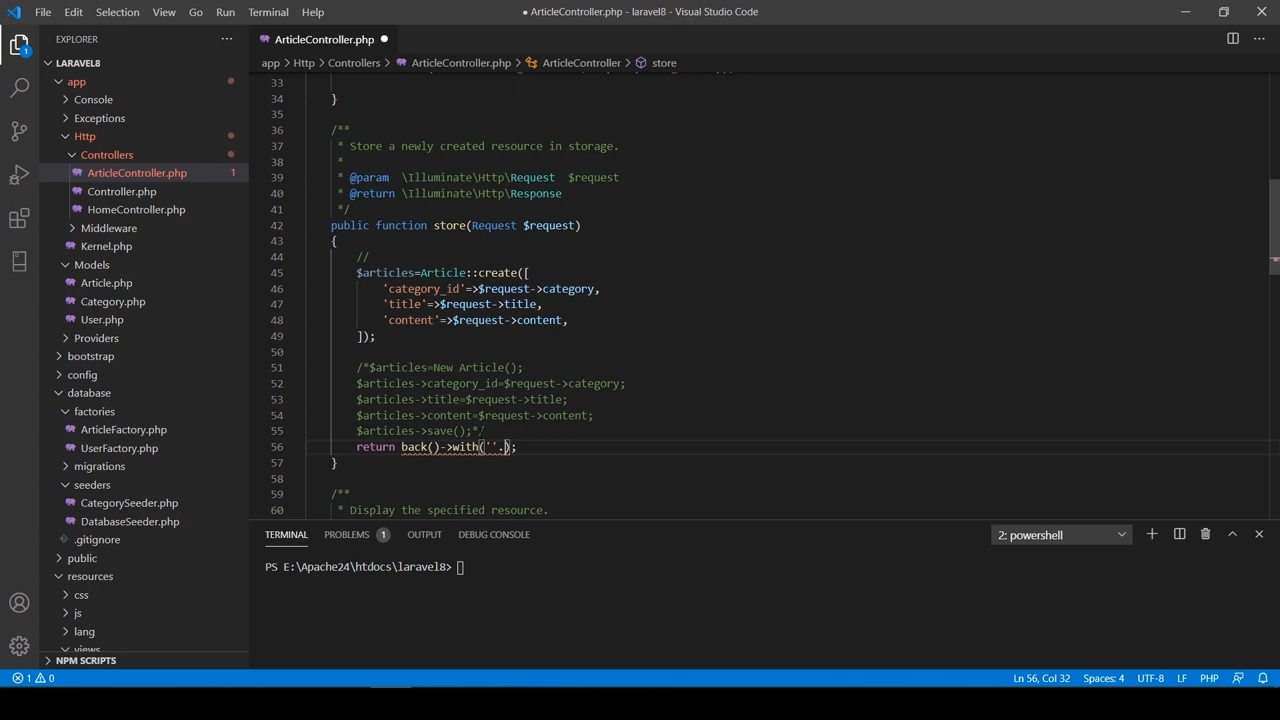 File Edit Selection View Go Run Terminal Help
● ArticleController.php - laravel8 - Visual Studio Code
1
EXPLORER
LARAVEL8
app
Console
Exceptions
Http
Controllers
ArticleController.php 1
Controller.php
HomeController.php
Middleware
Kernel.php
Models
Article.php
Category.php
User.php
Providers
bootstrap
config
database
factories
ArticleFactory.php
UserFactory.php
migrations
seeders
CategorySeeder.php
DatabaseSeeder.php
.gitignore
public
resources
css
js
lang
views
NPM SCRIPTS
ArticleController.php ●
app > Http > Controllers > ArticleController.php > ArticleController > store
33
34 }
35
36 /**
37 * Store a newly created resource in storage.
38 *
39 * @param \Illuminate\Http\Request $request
40 * @return \Illuminate\Http\Response
41 */
42 public function store(Request $request)
43 {
44 //
45 $articles=Article::create([
46 'category_id'=>$request->category,
47 'title'=>$request->title,
48 'content'=>$request->content,
49 ]);
50
51 /*$articles=New Article();
52 $articles->category_id=$request->category;
53 $articles->title=$request->title;
54 $articles->content=$request->content;
55 $articles->save();*/
56 return back()->with(''.);
57 }
58
59 /**
60 * Display the specified resource.
TERMINAL PROBLEMS 1 OUTPUT DEBUG CONSOLE
2: powershell
PS E:\Apache24\htdocs\laravel8>
1 0
Ln 56, Col 32 Spaces: 4 UTF-8 LF PHP